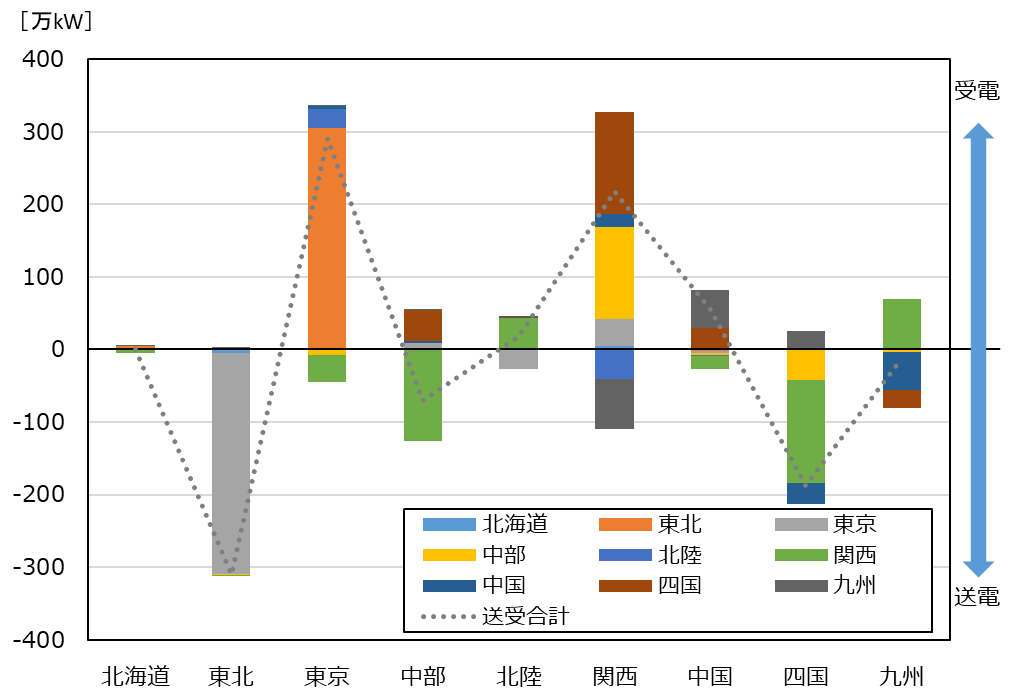 [万kW]
400
300
200
100
0
-100
-200
-300
-400
受電
送電
北海道 東北 東京
中部 北陸 関西
中国 四国 九州
送受合計
北海道 東北 東京 中部 北陸 関西 中国 四国 九州